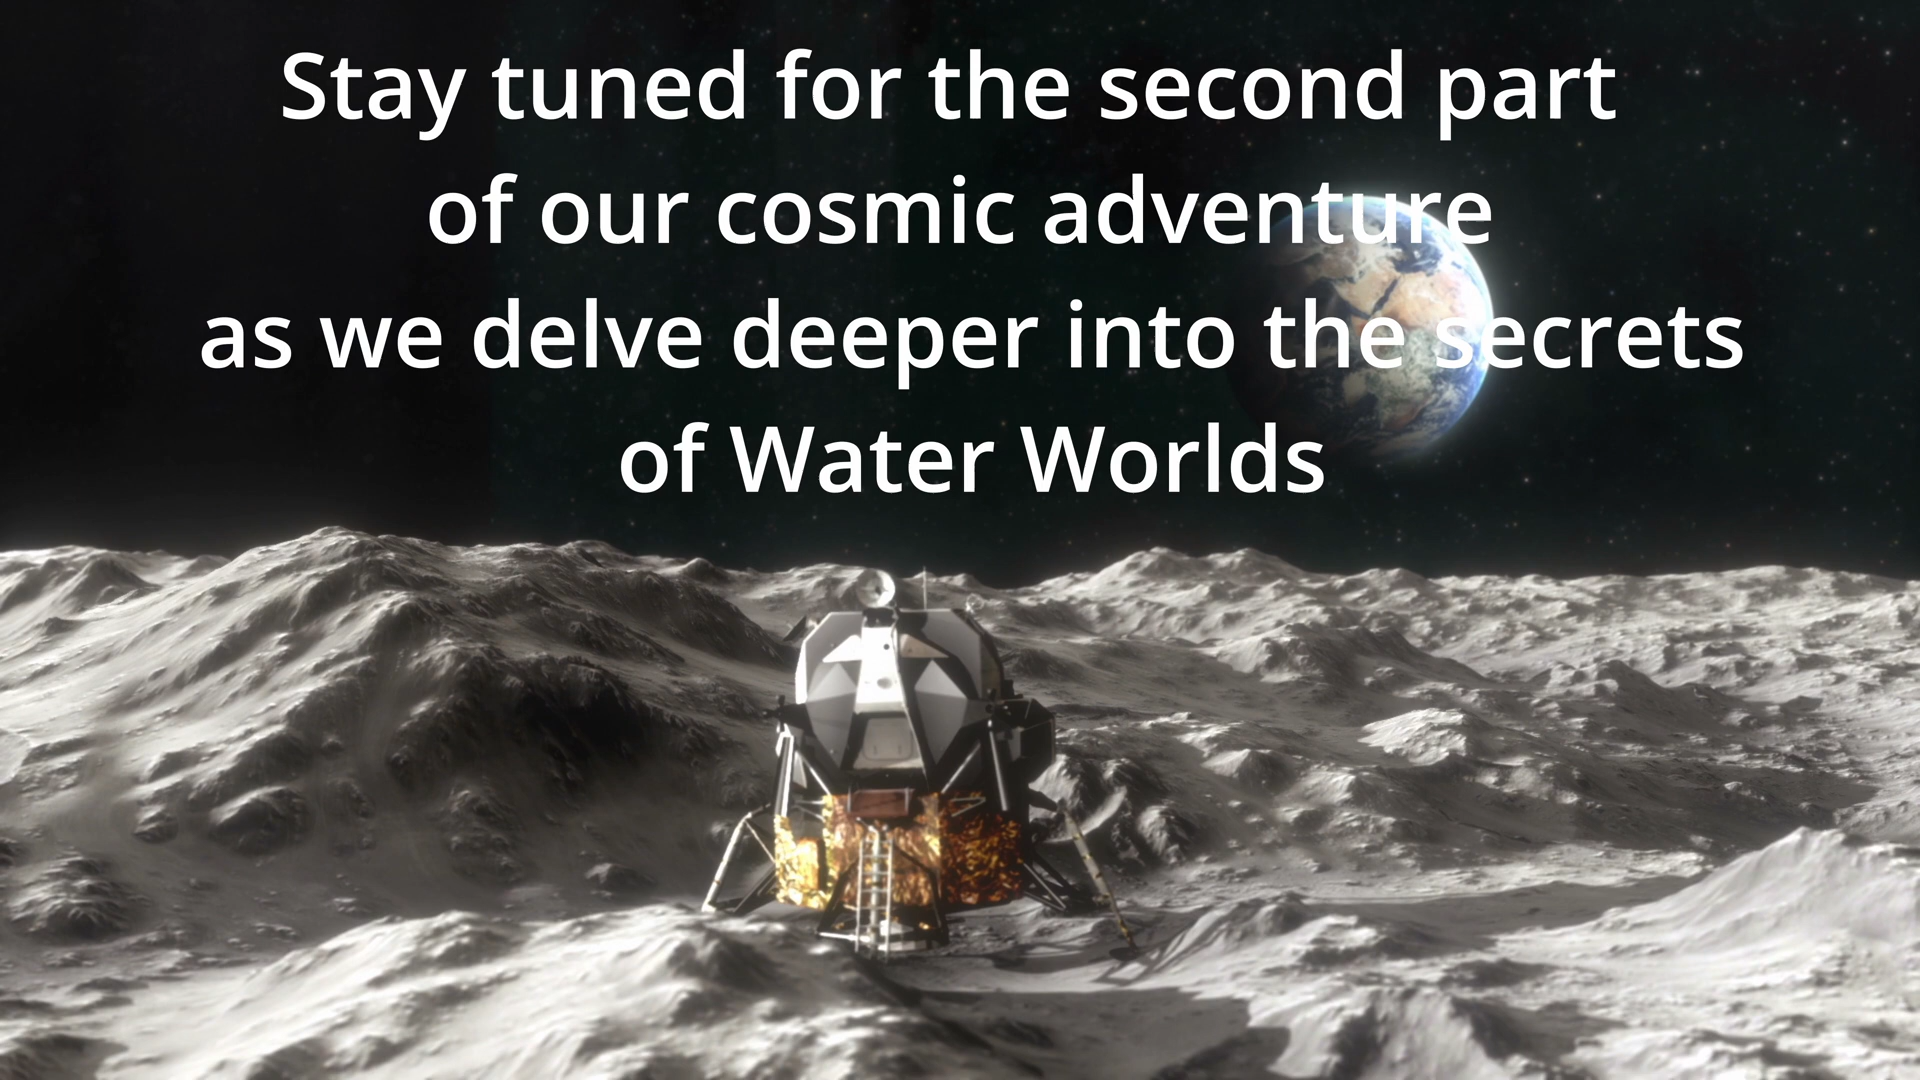 Stay tuned for the second part
of our cosmic adventure
as we delve deeper into the secrets
of Water Worlds